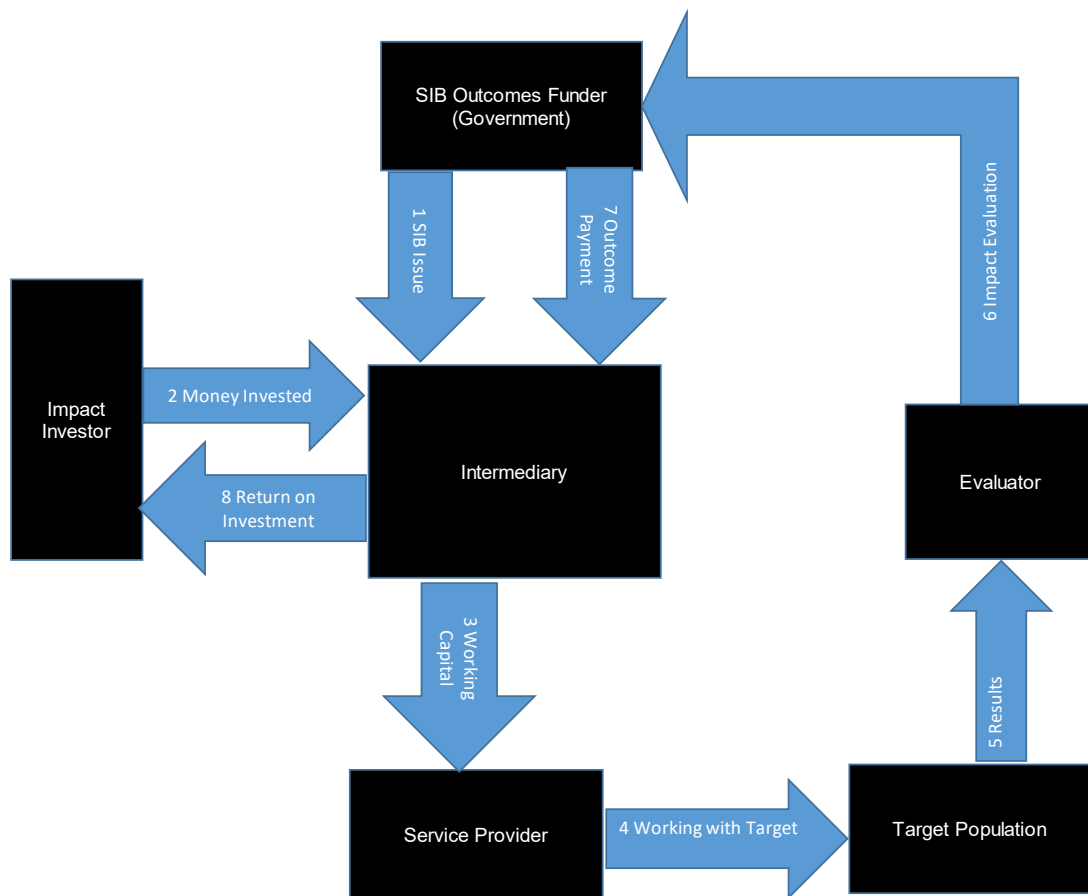 SIB Outcomes Funder
(Government)
1 SIB Issue
7 Outcome
Payment
6 Impact Evaluation
2 Money Invested
Impact
Investor
Intermediary
Evaluator
8 Return on
Investment
3 Working
Capital
5 Results
Service Provider
4 Working with Target
Target Population